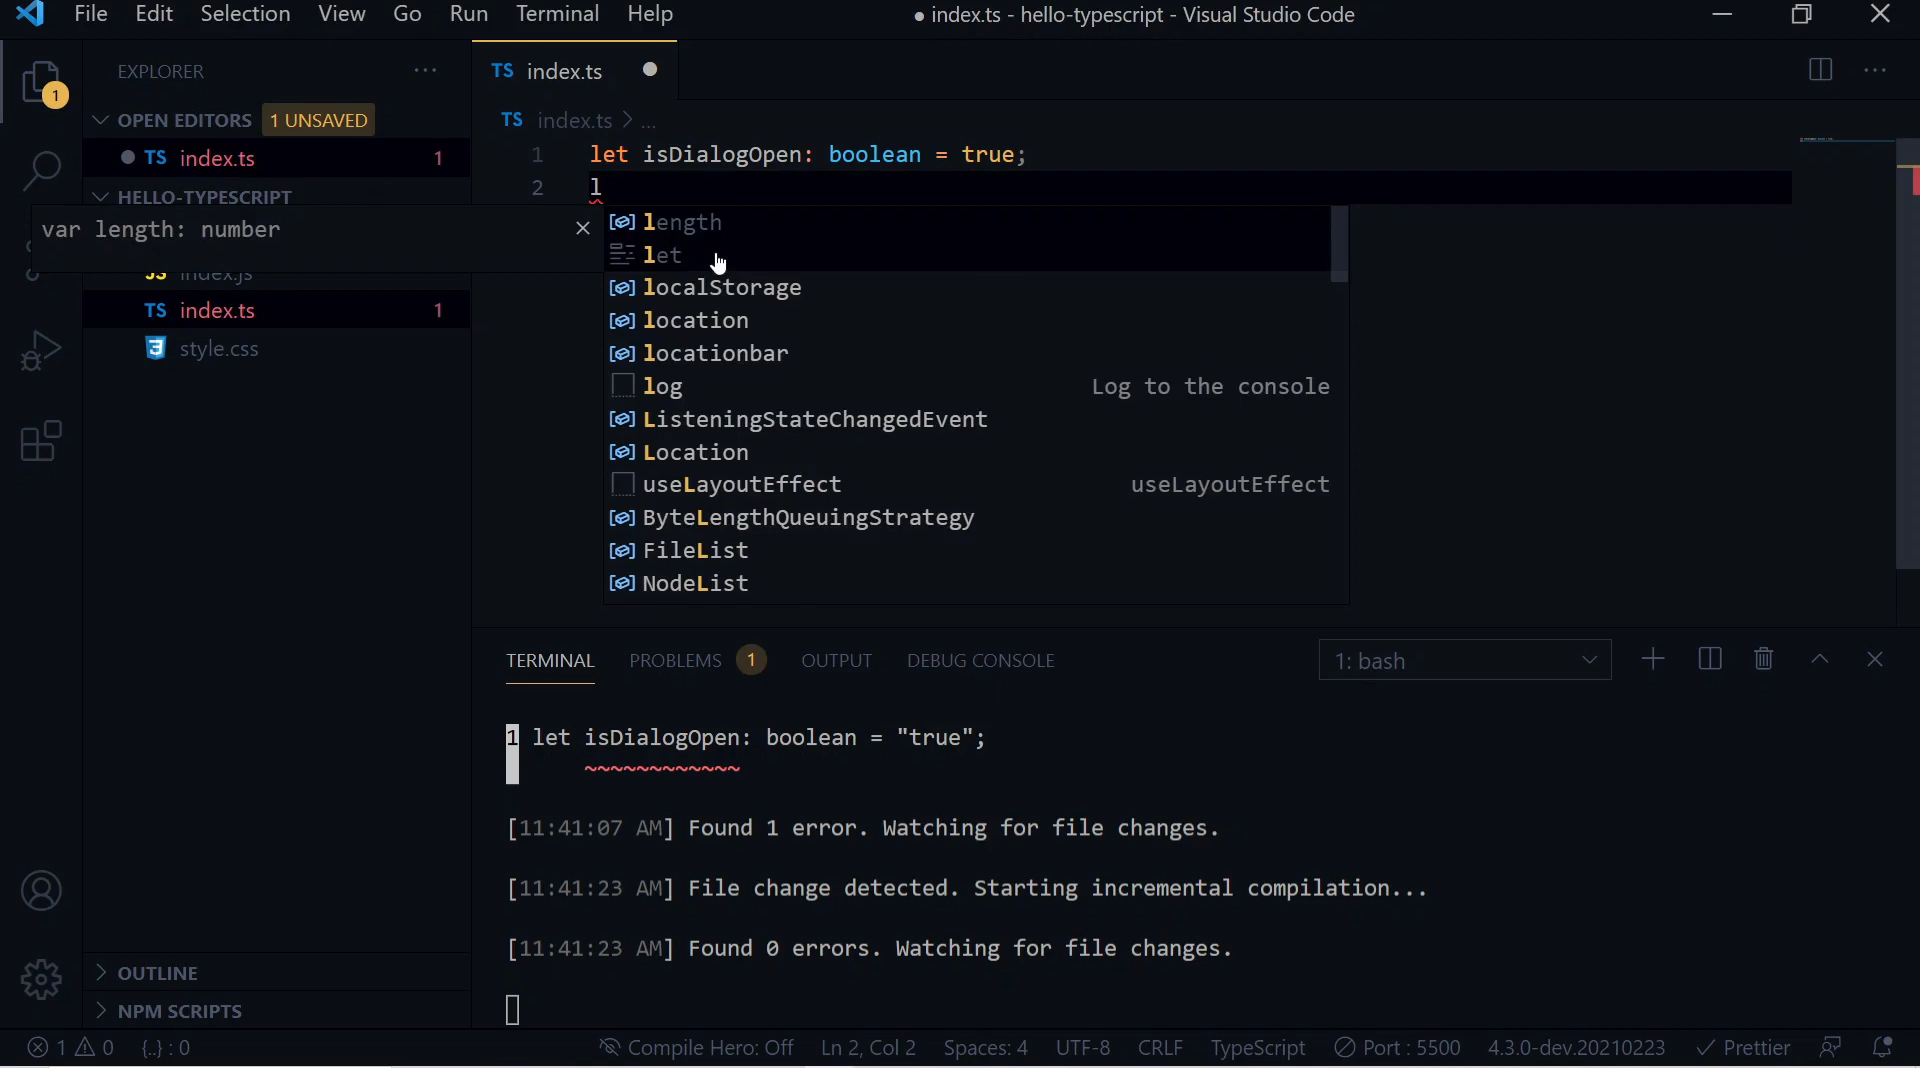 File Edit Selection View Go Run Terminal Help
● index.ts - hello-typescript - Visual Studio Code
1
EXPLORER ...
OPEN EDITORS 1 UNSAVED
TS index.ts 1
HELLO-TYPESCRIPT
var length: number
JS index.js
TS index.ts 1
style.css
OUTLINE
NPM SCRIPTS
TS index.ts
TS index.ts > ...
1 let isDialogOpen: boolean = true;
2 l
length
let
localStorage
location
locationbar
log Log to the console
ListeningStateChangedEvent
Location
useLayoutEffect useLayoutEffect
ByteLengthQueuingStrategy
FileList
NodeList
TERMINAL PROBLEMS 1 OUTPUT DEBUG CONSOLE 1: bash
1 let isDialogOpen: boolean = "true";
~~~~~~~~~~~~
[11:41:07 AM] Found 1 error. Watching for file changes.
[11:41:23 AM] File change detected. Starting incremental compilation...
[11:41:23 AM] Found 0 errors. Watching for file changes.
1 0 {..} : 0 Compile Hero: Off Ln 2, Col 2 Spaces: 4 UTF-8 CRLF TypeScript Port : 5500 4.3.0-dev.20210223 Prettier